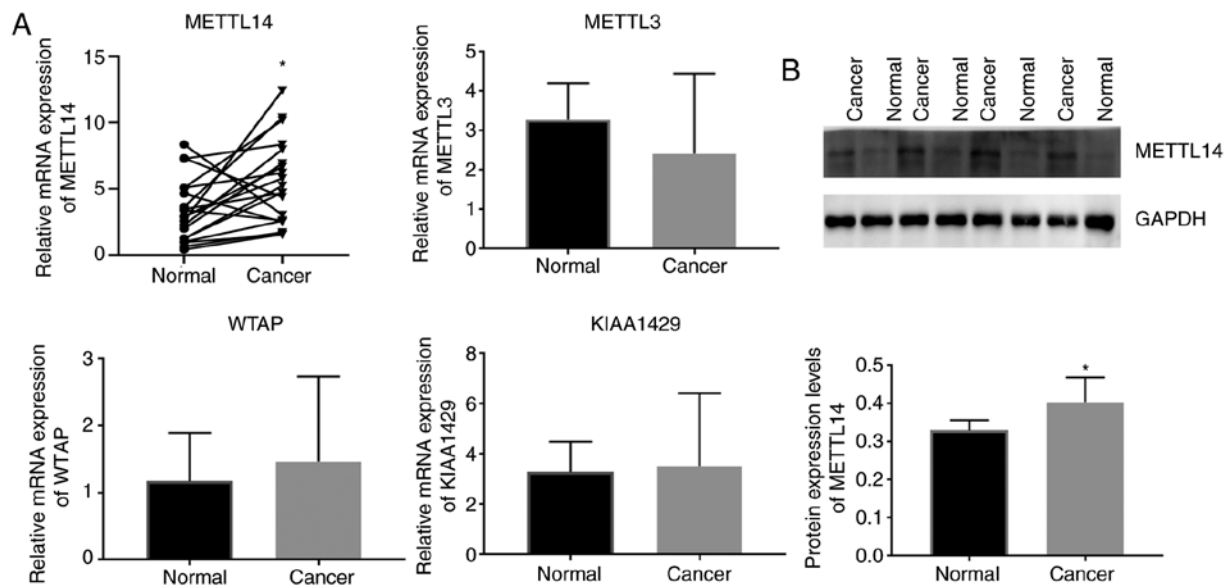 A
METTL14
Relative mRNA expression
of METTL14
15
10
5
0
*
Normal
Cancer
METTL3
Relative mRNA expression
of METTL3
5
4
3
2
1
0
Normal
Cancer
B
Cancer
Normal
Cancer
Normal
Cancer
Normal
Cancer
Normal
METTL14
GAPDH
WTAP
Relative mRNA expression
of WTAP
3
2
1
0
Normal
Cancer
KIAA1429
Relative mRNA expression
of KIAA1429
8
6
4
2
0
Normal
Cancer
Protein expression levels
of METTL14
0.5
0.4
0.3
0.2
0.1
0.0
*
Normal
Cancer